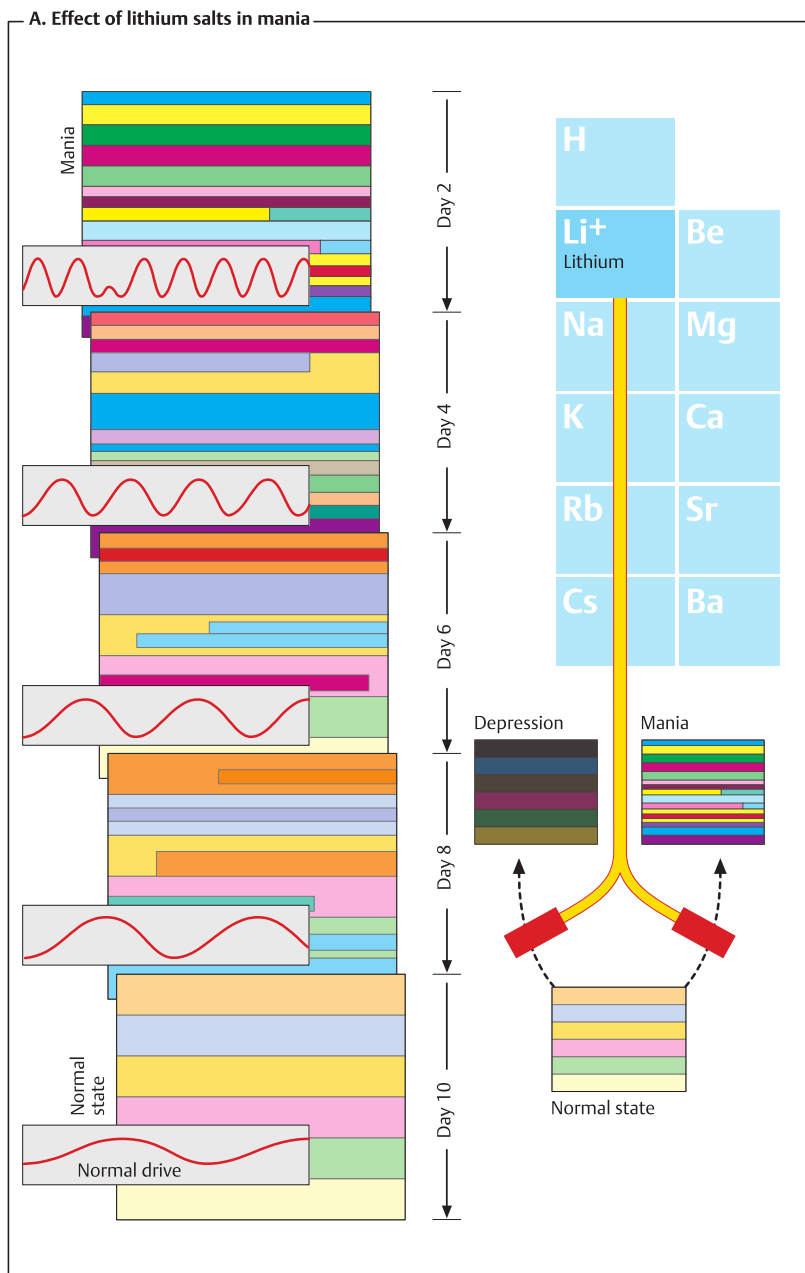 A. Effect of lithium salts in mania
Mania
Day 2
Day 4
Day 6
Day 8
Normal
state
Day 10
Normal drive
H
Li+
Lithium
Be
Na
Mg
K
Ca
Rb
Sr
Cs
Ba
Depression
Mania
Normal state